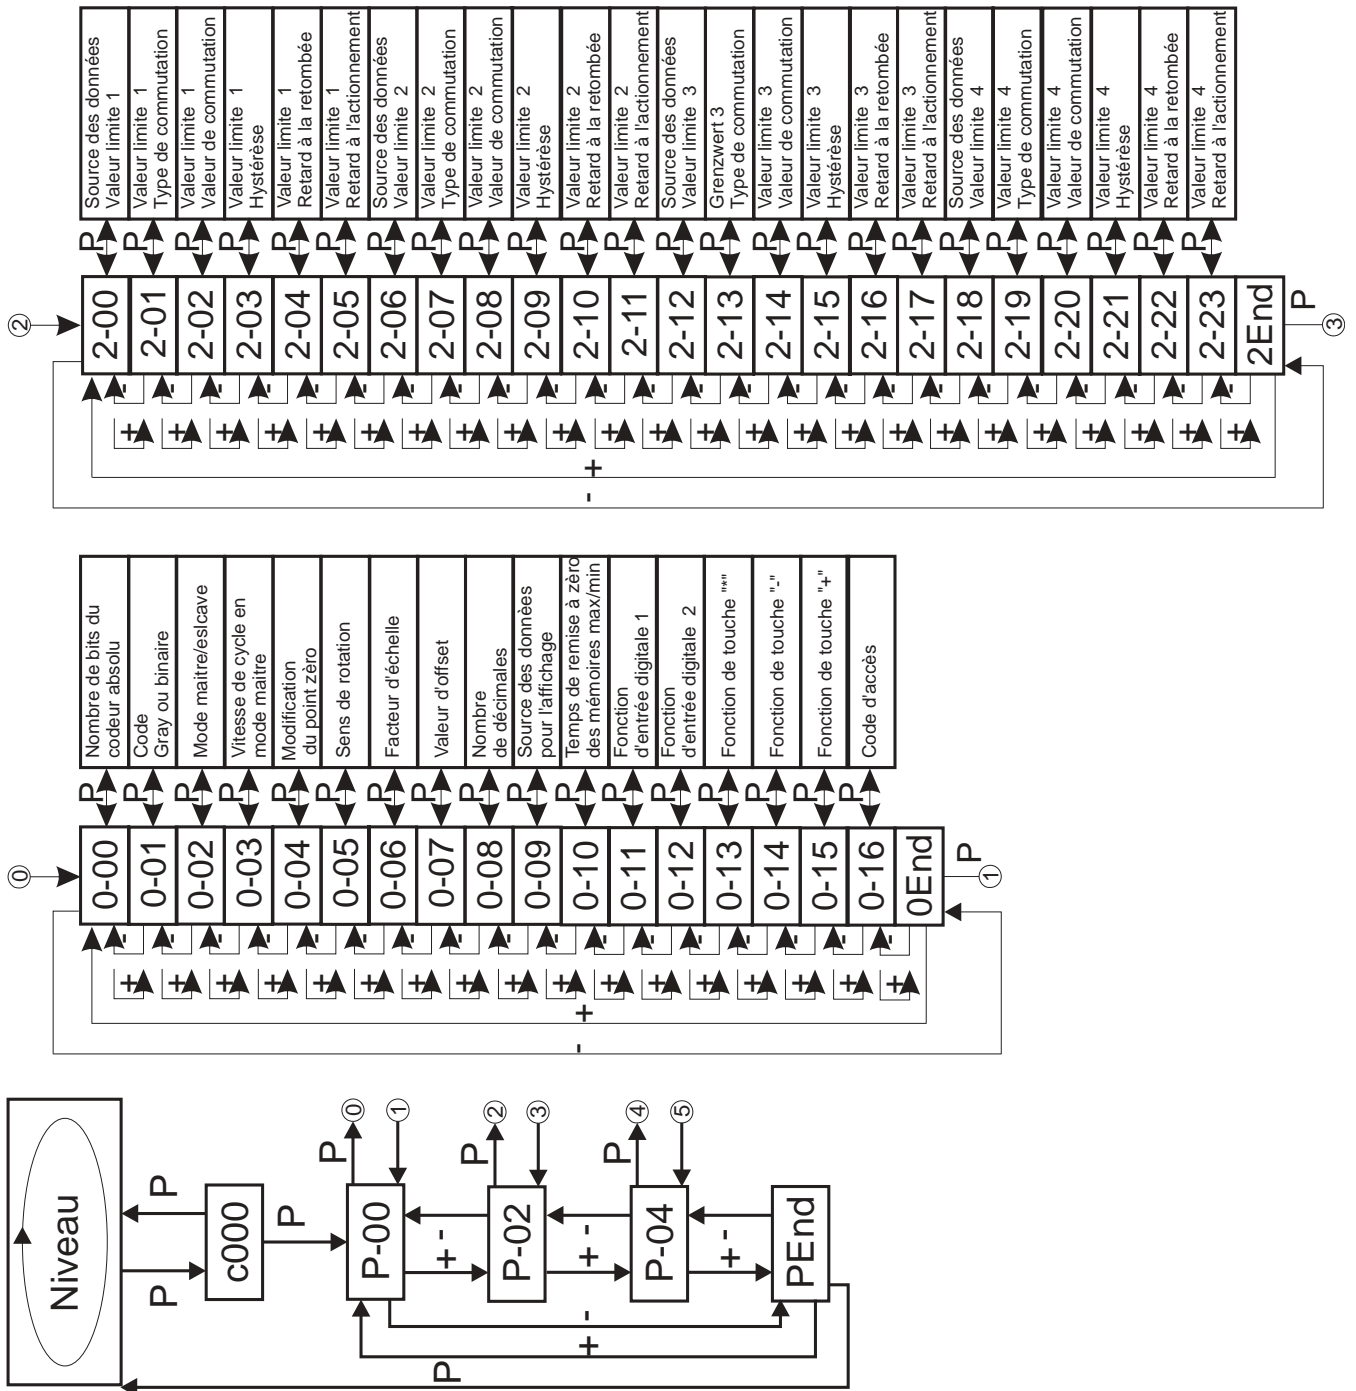 Niveau
P
P
c000
P
P-00
P
0
1
+
-
P-02
P
2
3
+
-
P-04
P
4
5
+
-
PEnd
+
-
P
0
0-00
P
Nombre de bits du
codeur absolu
0-01
P
Code
Gray ou binaire
0-02
P
Mode maitre/eslcave
0-03
P
Vitesse de cycle en
mode maitre
0-04
P
Modification
du point zèro
0-05
P
Sens de rotation
0-06
P
Facteur d'échelle
0-07
P
Valeur d'offset
0-08
P
Nombre
de décimales
0-09
P
Source des donnèes
pour l'affichage
0-10
P
Temps de remise à zèro
des mémoires max/min
0-11
P
Fonction
d'entrée digitale 1
0-12
P
Fonction
d'entrée digitale 2
0-13
P
Fonction de touche "*"
0-14
P
Fonction de touche "-"
0-15
P
Fonction de touche "+"
0-16
P
Code d'accès
0End
P
1
+
-
2
2-00
P
Source des données
Valeur limite 1
2-01
P
Valeur limite 1
Type de commutation
2-02
P
Valeur limite 1
Valeur de commutation
2-03
P
Valeur limite 1
Hystérèse
2-04
P
Valeur limite 1
Retard à la retombée
2-05
P
Valeur limite 1
Retard à l'actionnement
2-06
P
Source des données
Valeur limite 2
2-07
P
Valeur limite 2
Type de commutation
2-08
P
Valeur limite 2
Valeur de commutation
2-09
P
Valeur limite 2
Hystérèse
2-10
P
Valeur limite 2
Retard à la retombée
2-11
P
Valeur limite 2
Retard à l'actionnement
2-12
P
Source des données
Valeur limite 3
2-13
P
Grenzwert 3
Type de commutation
2-14
P
Valeur limite 3
Valeur de commutation
2-15
P
Valeur limite 3
Hystérèse
2-16
P
Valeur limite 3
Retard à la retombée
2-17
P
Valeur limite 3
Retard à l'actionnement
2-18
P
Source des données
Valeur limite 4
2-19
P
Valeur limite 4
Type de commutation
2-20
P
Valeur limite 4
Valeur de commutation
2-21
P
Valeur limite 4
Hystérèse
2-22
P
Valeur limite 4
Retard à la retombée
2-23
P
Valeur limite 4
Retard à l'actionnement
2End
P
3
+
-